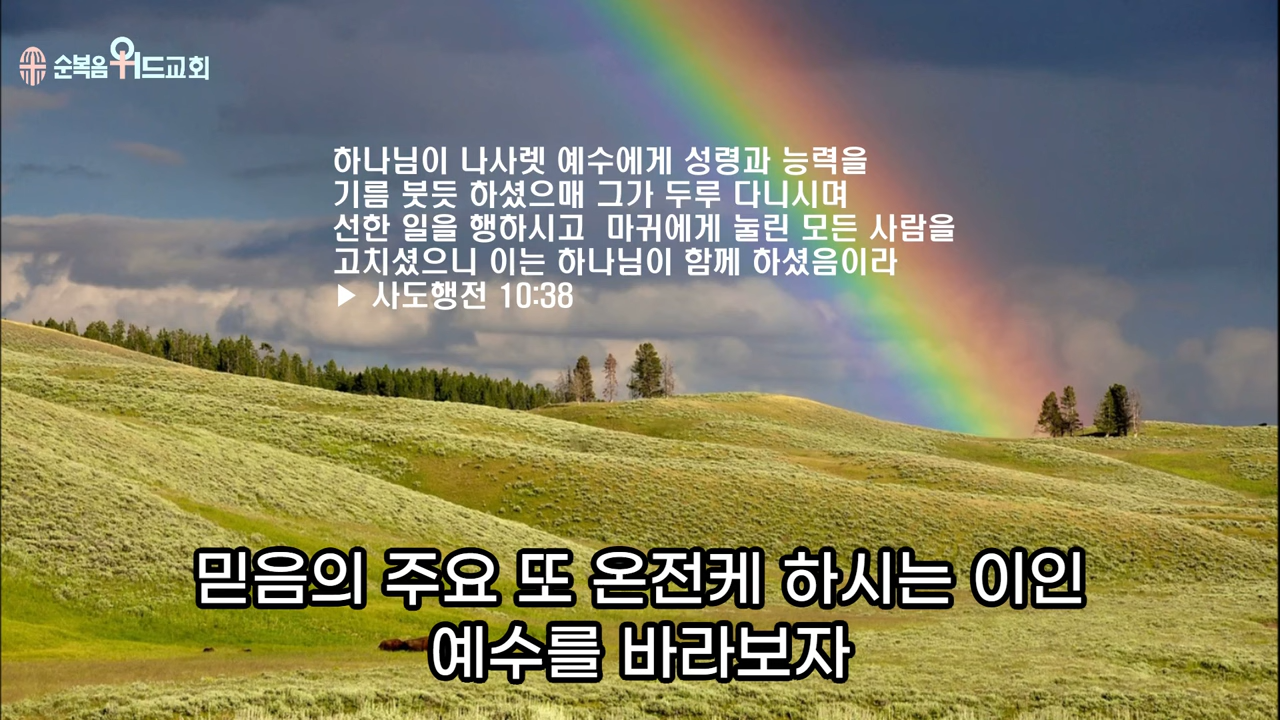 순복음워드교회
하나님이 나사렛 예수에게 성령과 능력을
기름 붓듯 하셨으매 그가 두루 다니시며
선한 일을 행하시고  마귀에게 눌린 모든 사람을
고치셨으니 이는 하나님이 함께 하셨음이라
▶ 사도행전 10:38
믿음의 주요 또 온전케 하시는 이인
예수를 바라보자